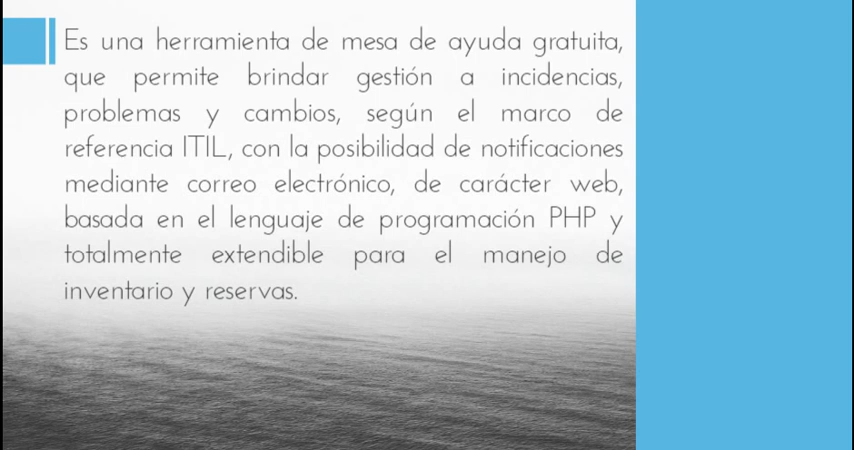 Es una herramienta de mesa de ayuda gratuita,
que permite brindar gestión a incidencias,
problemas y cambios, según el marco de
referencia ITIL, con la posibilidad de notificaciones
mediante correo electrónico, de carácter web,
basada en el lenguaje de programación PHP y
totalmente extendible para el manejo de
inventario y reservas.